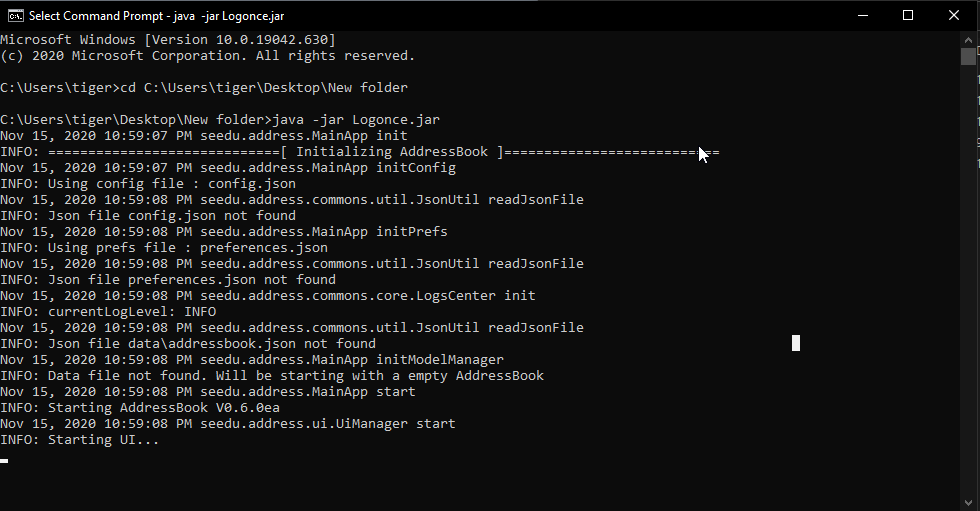 Select Command Prompt - java  -jar Logonce.jar
Microsoft Windows [Version 10.0.19042.630]
(c) 2020 Microsoft Corporation. All rights reserved.
C:\Users\tiger>cd C:\Users\tiger\Desktop\New folder
C:\Users\tiger\Desktop\New folder>java -jar Logonce.jar
Nov 15, 2020 10:59:07 PM seedu.address.MainApp init
INFO: =============================[ Initializing AddressBook ]===========================
Nov 15, 2020 10:59:07 PM seedu.address.MainApp initConfig
INFO: Using config file : config.json
Nov 15, 2020 10:59:08 PM seedu.address.commons.util.JsonUtil readJsonFile
INFO: Json file config.json not found
Nov 15, 2020 10:59:08 PM seedu.address.MainApp initPrefs
INFO: Using prefs file : preferences.json
Nov 15, 2020 10:59:08 PM seedu.address.commons.util.JsonUtil readJsonFile
INFO: Json file preferences.json not found
Nov 15, 2020 10:59:08 PM seedu.address.commons.core.LogsCenter init
INFO: currentLogLevel: INFO
Nov 15, 2020 10:59:08 PM seedu.address.commons.util.JsonUtil readJsonFile
INFO: Json file data\addressbook.json not found
Nov 15, 2020 10:59:08 PM seedu.address.MainApp initModelManager
INFO: Data file not found. Will be starting with a empty AddressBook
Nov 15, 2020 10:59:08 PM seedu.address.MainApp start
INFO: Starting AddressBook V0.6.0ea
Nov 15, 2020 10:59:08 PM seedu.address.ui.UiManager start
INFO: Starting UI...